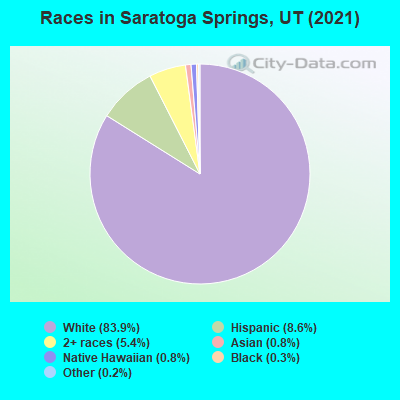 Races in Saratoga Springs, UT (2021)
City-Data.com
White (83.9%)
Hispanic (8.6%)
2+ races (5.4%)
Asian (0.8%)
Native Hawaiian (0.8%)
Black (0.3%)
Other (0.2%)